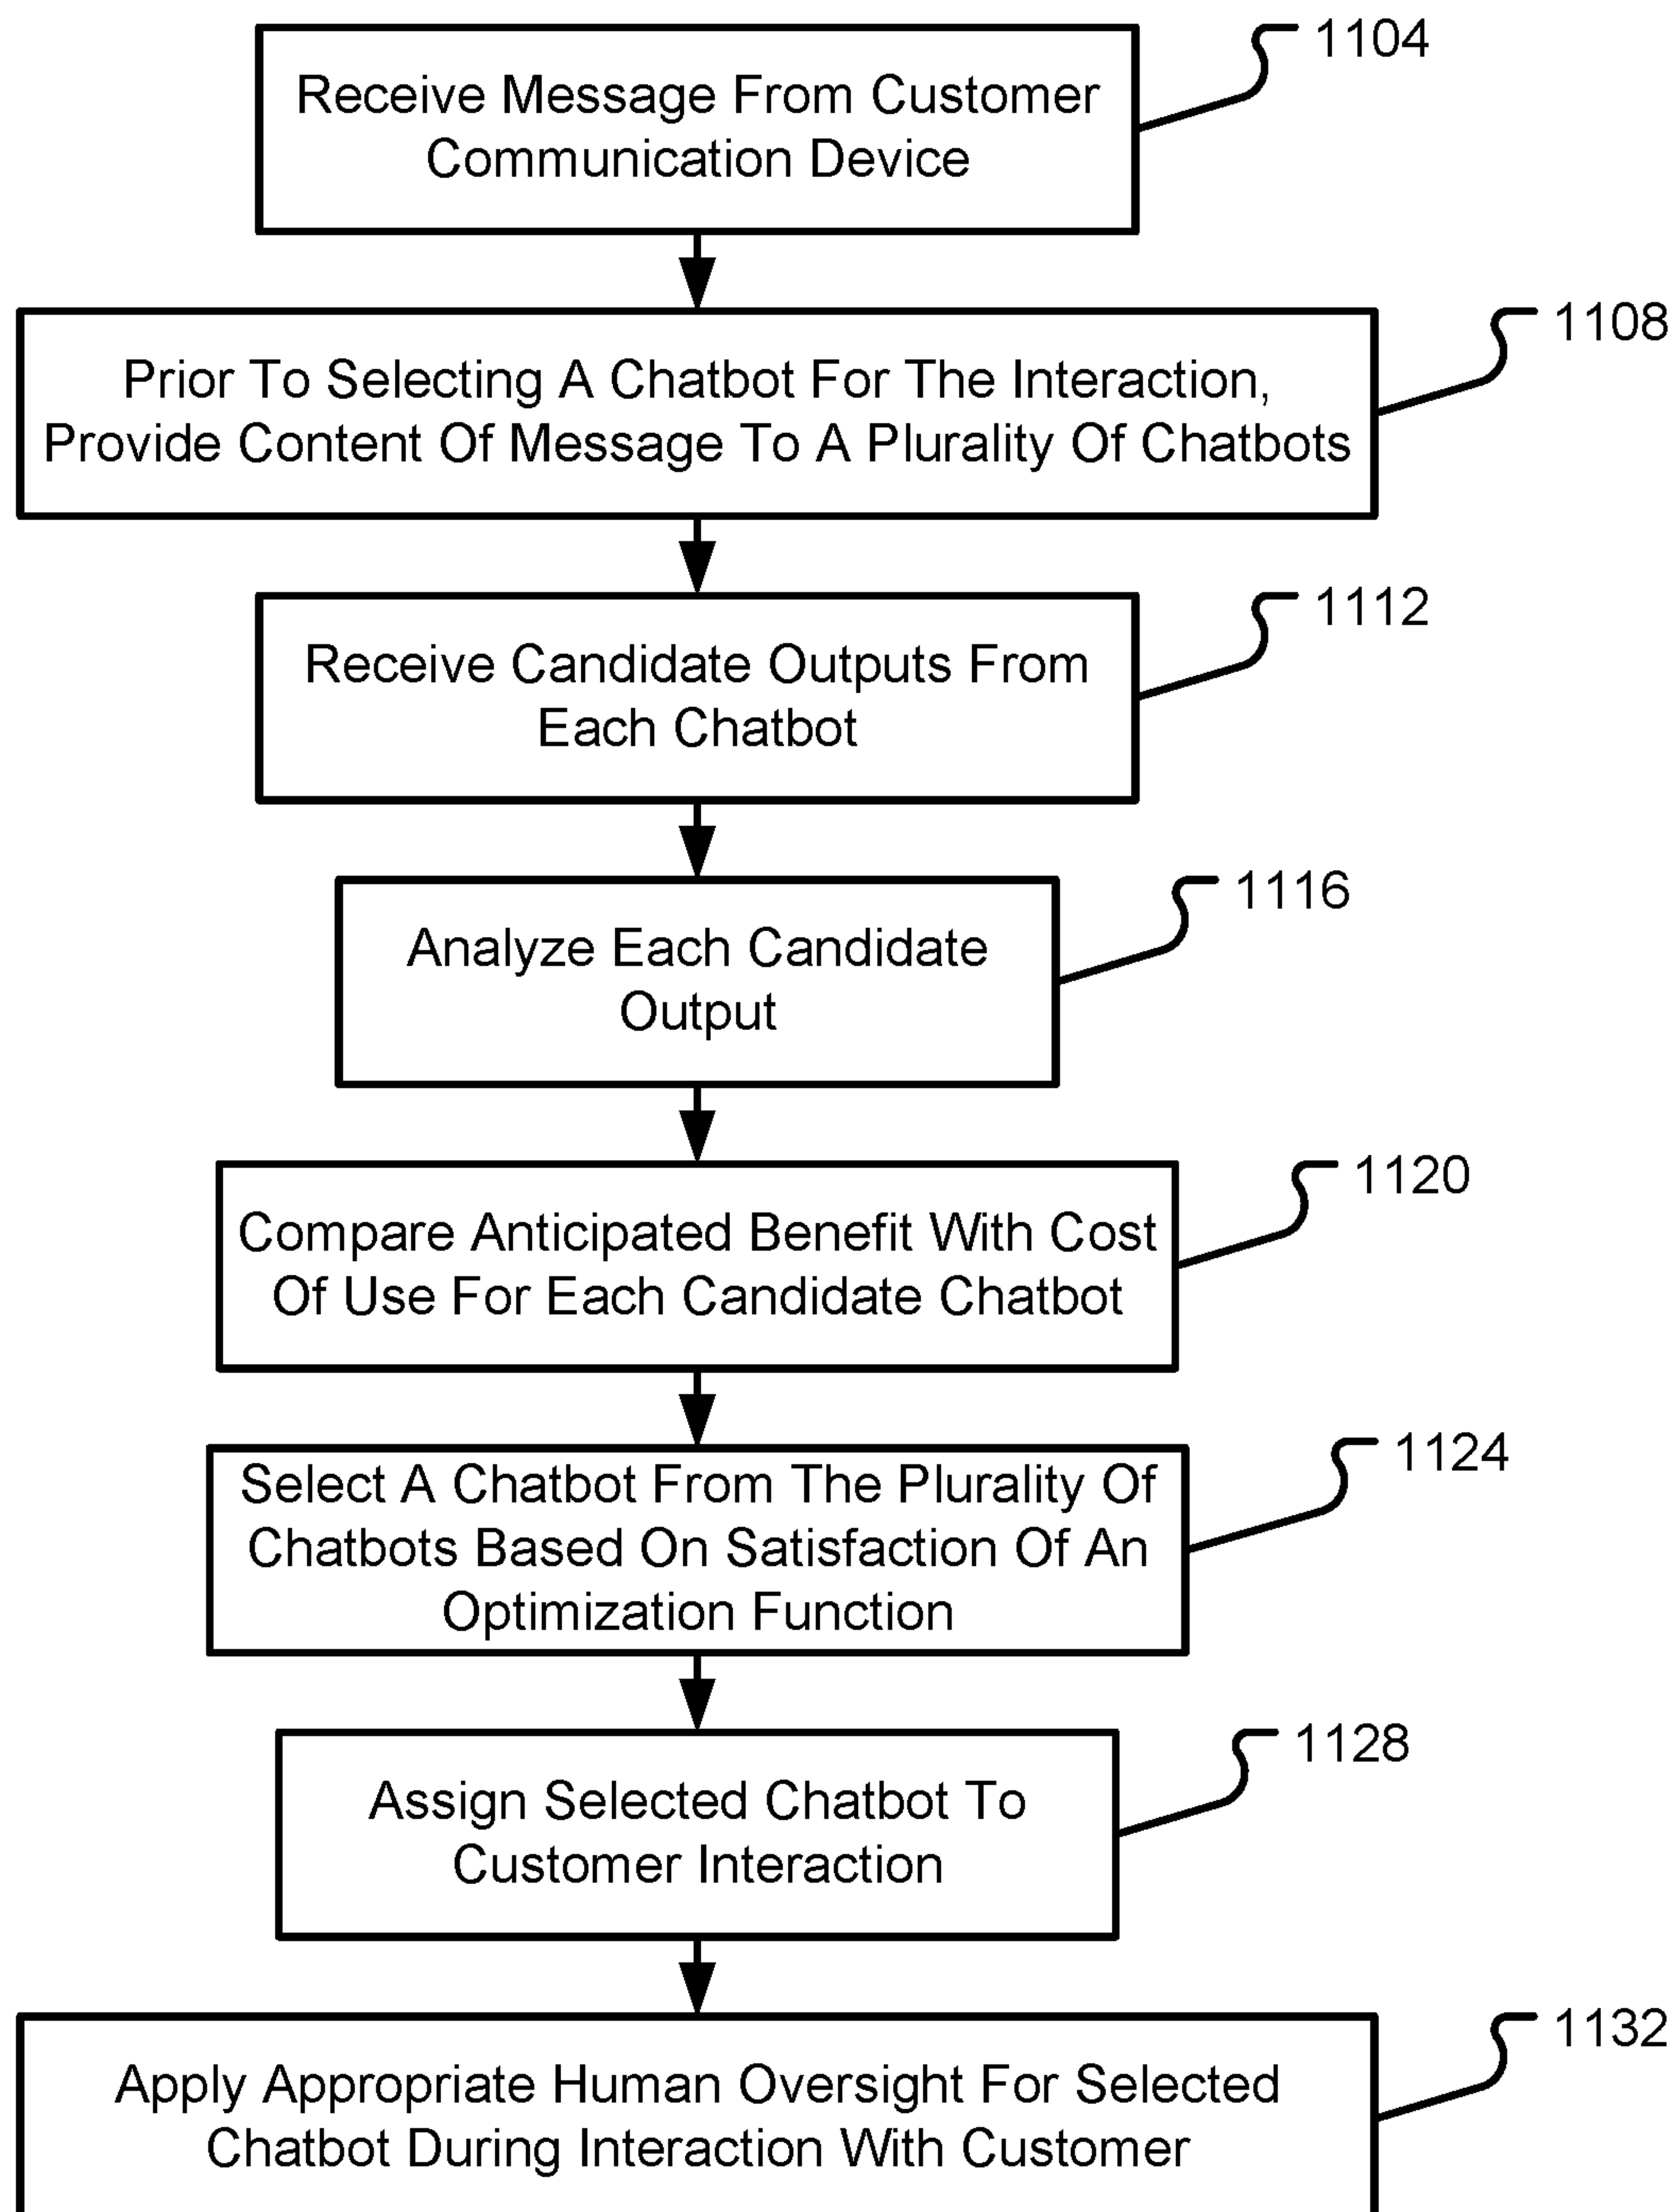 1104
Receive Message From Customer
Communication Device
1108
Prior To Selecting A Chatbot For The Interaction,
Provide Content Of Message To A Plurality Of Chatbots
1112
Receive Candidate Outputs From
Each Chatbot
1116
Analyze Each Candidate
Output
1120
Compare Anticipated Benefit With Cost
Of Use For Each Candidate Chatbot
1124
Select A Chatbot From The Plurality Of
Chatbots Based On Satisfaction Of An
Optimization Function
1128
Assign Selected Chatbot To
Customer Interaction
1132
Apply Appropriate Human Oversight For Selected
Chatbot During Interaction With Customer